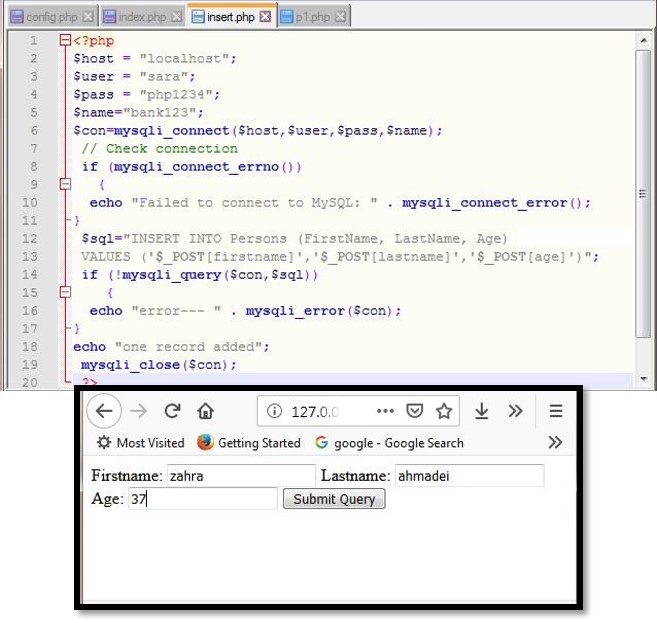 config.php index.php insert.php p1.php
1 <?php
2 $host = "localhost";
3 $user = "sara";
4 $pass = "php1234";
5 $name="bank123";
6 $con=mysqli_connect($host,$user,$pass,$name);
7 // Check connection
8 if (mysqli_connect_errno())
9 {
10 echo "Failed to connect to MySQL: " . mysqli_connect_error();
11 }
12 $sql="INSERT INTO Persons (FirstName, LastName, Age)
13 VALUES ('$_POST[firstname]','$_POST[lastname]','$_POST[age]')";
14 if (!mysqli_query($con,$sql))
15 {
16 echo "error--- " . mysqli_error($con);
17 }
18 echo "one record added";
19 mysqli_close($con);
20 ?>
127.0.0
Most Visited Getting Started google - Google Search
Firstname: zahra Lastname: ahmadei
Age: 37 Submit Query